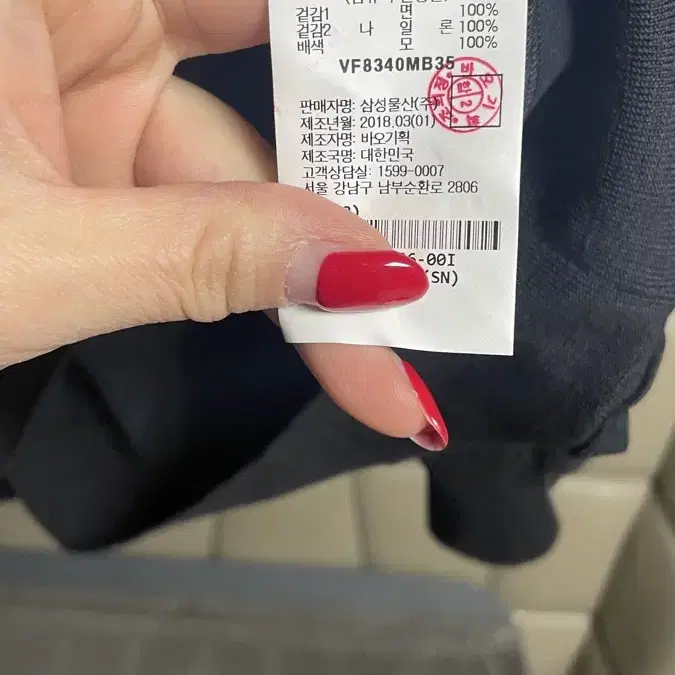 겉감1 면 100%
겉감2 나 일 론 100%
배색 모 100%
VF8340MB35
판매자명: 삼성물산(주)
제조년월: 2018.03(01)
제조자명: 바오기획
제조국명: 대한민국
고객상담실: 1599-0007
서울 강남구 남부순환로 2806
6-00I
(SN)